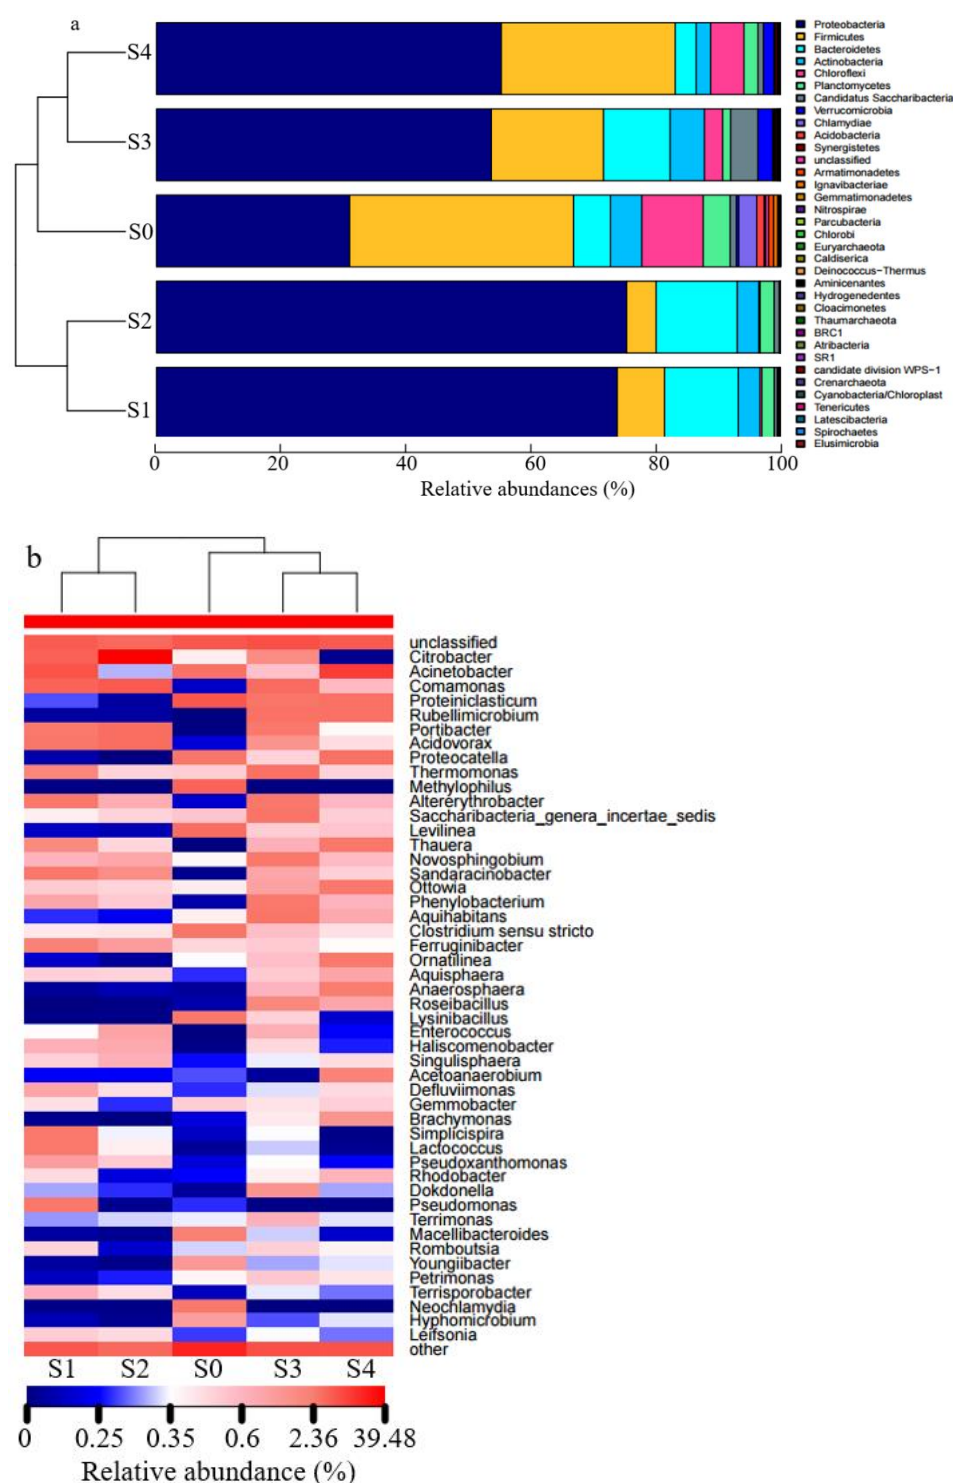 a
S4
S3
S0
S2
S1
0 20 40 60 80 100
Relative abundances (%)
Proteobacteria
Firmicutes
Bacteroidetes
Actinobacteria
Chloroflexi
Planctomycetes
Candidatus Saccharibacteria
Verrucomicrobia
Chlamydiae
Acidobacteria
Synergistetes
unclassified
Armatimonadetes
Ignavibacteriae
Gemmatimonadetes
Nitrospirae
Parcubacteria
Chlorobi
Euryarchaeota
Caldiserica
Deinococcus-Thermus
Aminicenantes
Hydrogenedentes
Cloacimonetes
Thaumarchaeota
BRC1
Atribacteria
SR1
candidate division WPS-1
Crenarchaeota
Cyanobacteria/Chloroplast
Tenericutes
Latescibacteria
Spirochaetes
Elusimicrobia
b
unclassified
Citrobacter
Acinetobacter
Comamonas
Proteiniclasticum
Rubellimicrobium
Portibacter
Acidovorax
Proteocatella
Thermomonas
Methylophilus
Altererythrobacter
Saccharibacteria_genera_incertae_sedis
Levilinea
Thauera
Novosphingobium
Sandaracinobacter
Ottowia
Phenylobacterium
Aquihabitans
Clostridium sensu stricto
Ferruginibacter
Ornatilinea
Aquisphaera
Anaerosphaera
Roseibacillus
Lysinibacillus
Enterococcus
Haliscomenobacter
Singulisphaera
Acetoanaerobium
Defluviimonas
Gemmobacter
Brachymonas
Simplicispira
Lactococcus
Pseudoxanthomonas
Rhodobacter
Dokdonella
Pseudomonas
Terrimonas
Macellibacteroides
Romboutsia
Youngiibacter
Petrimonas
Terrisporobacter
Neochlamydia
Hyphomicrobium
Leifsonia
other
S1 S2 S0 S3 S4
0 0.25 0.35 0.6 2.36 39.48
Relative abundance (%)